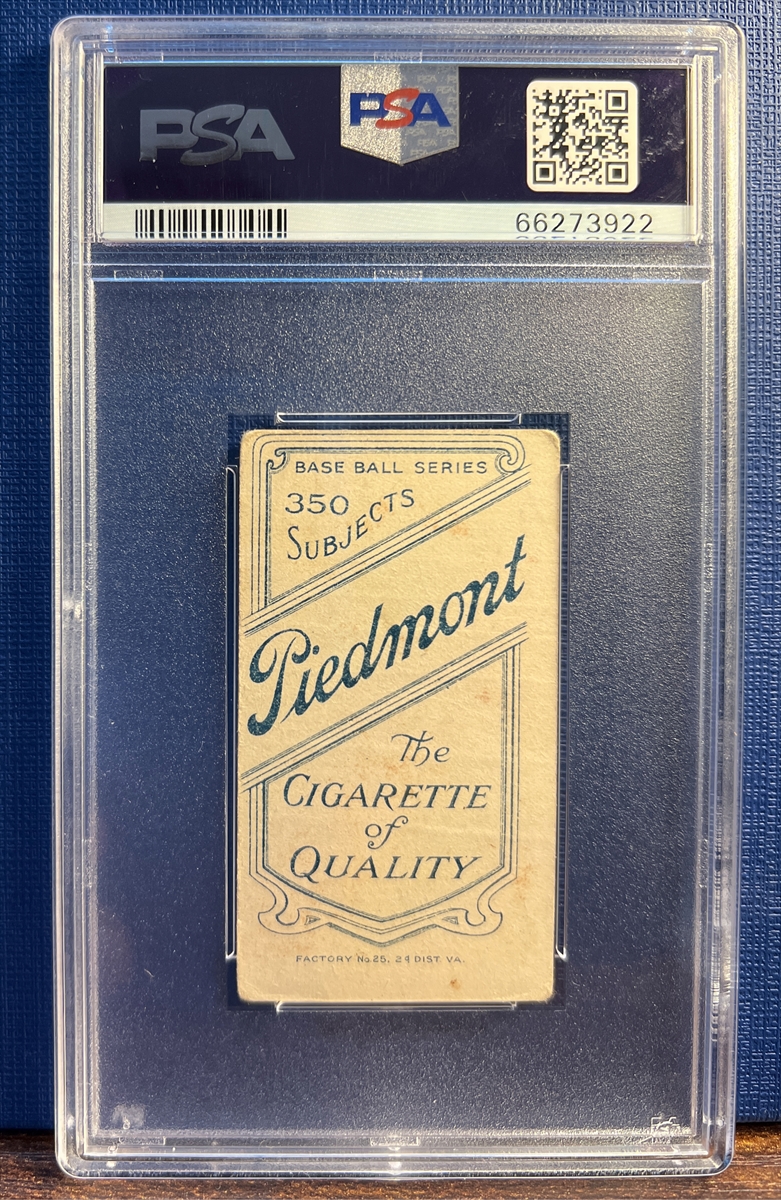 PSA
PSA
66273922
BASE BALL SERIES
350
SUBJECTS
Piedmont
The
CIGARETTE
of
QUALITY
FACTORY No. 25, 2d DIST. VA.